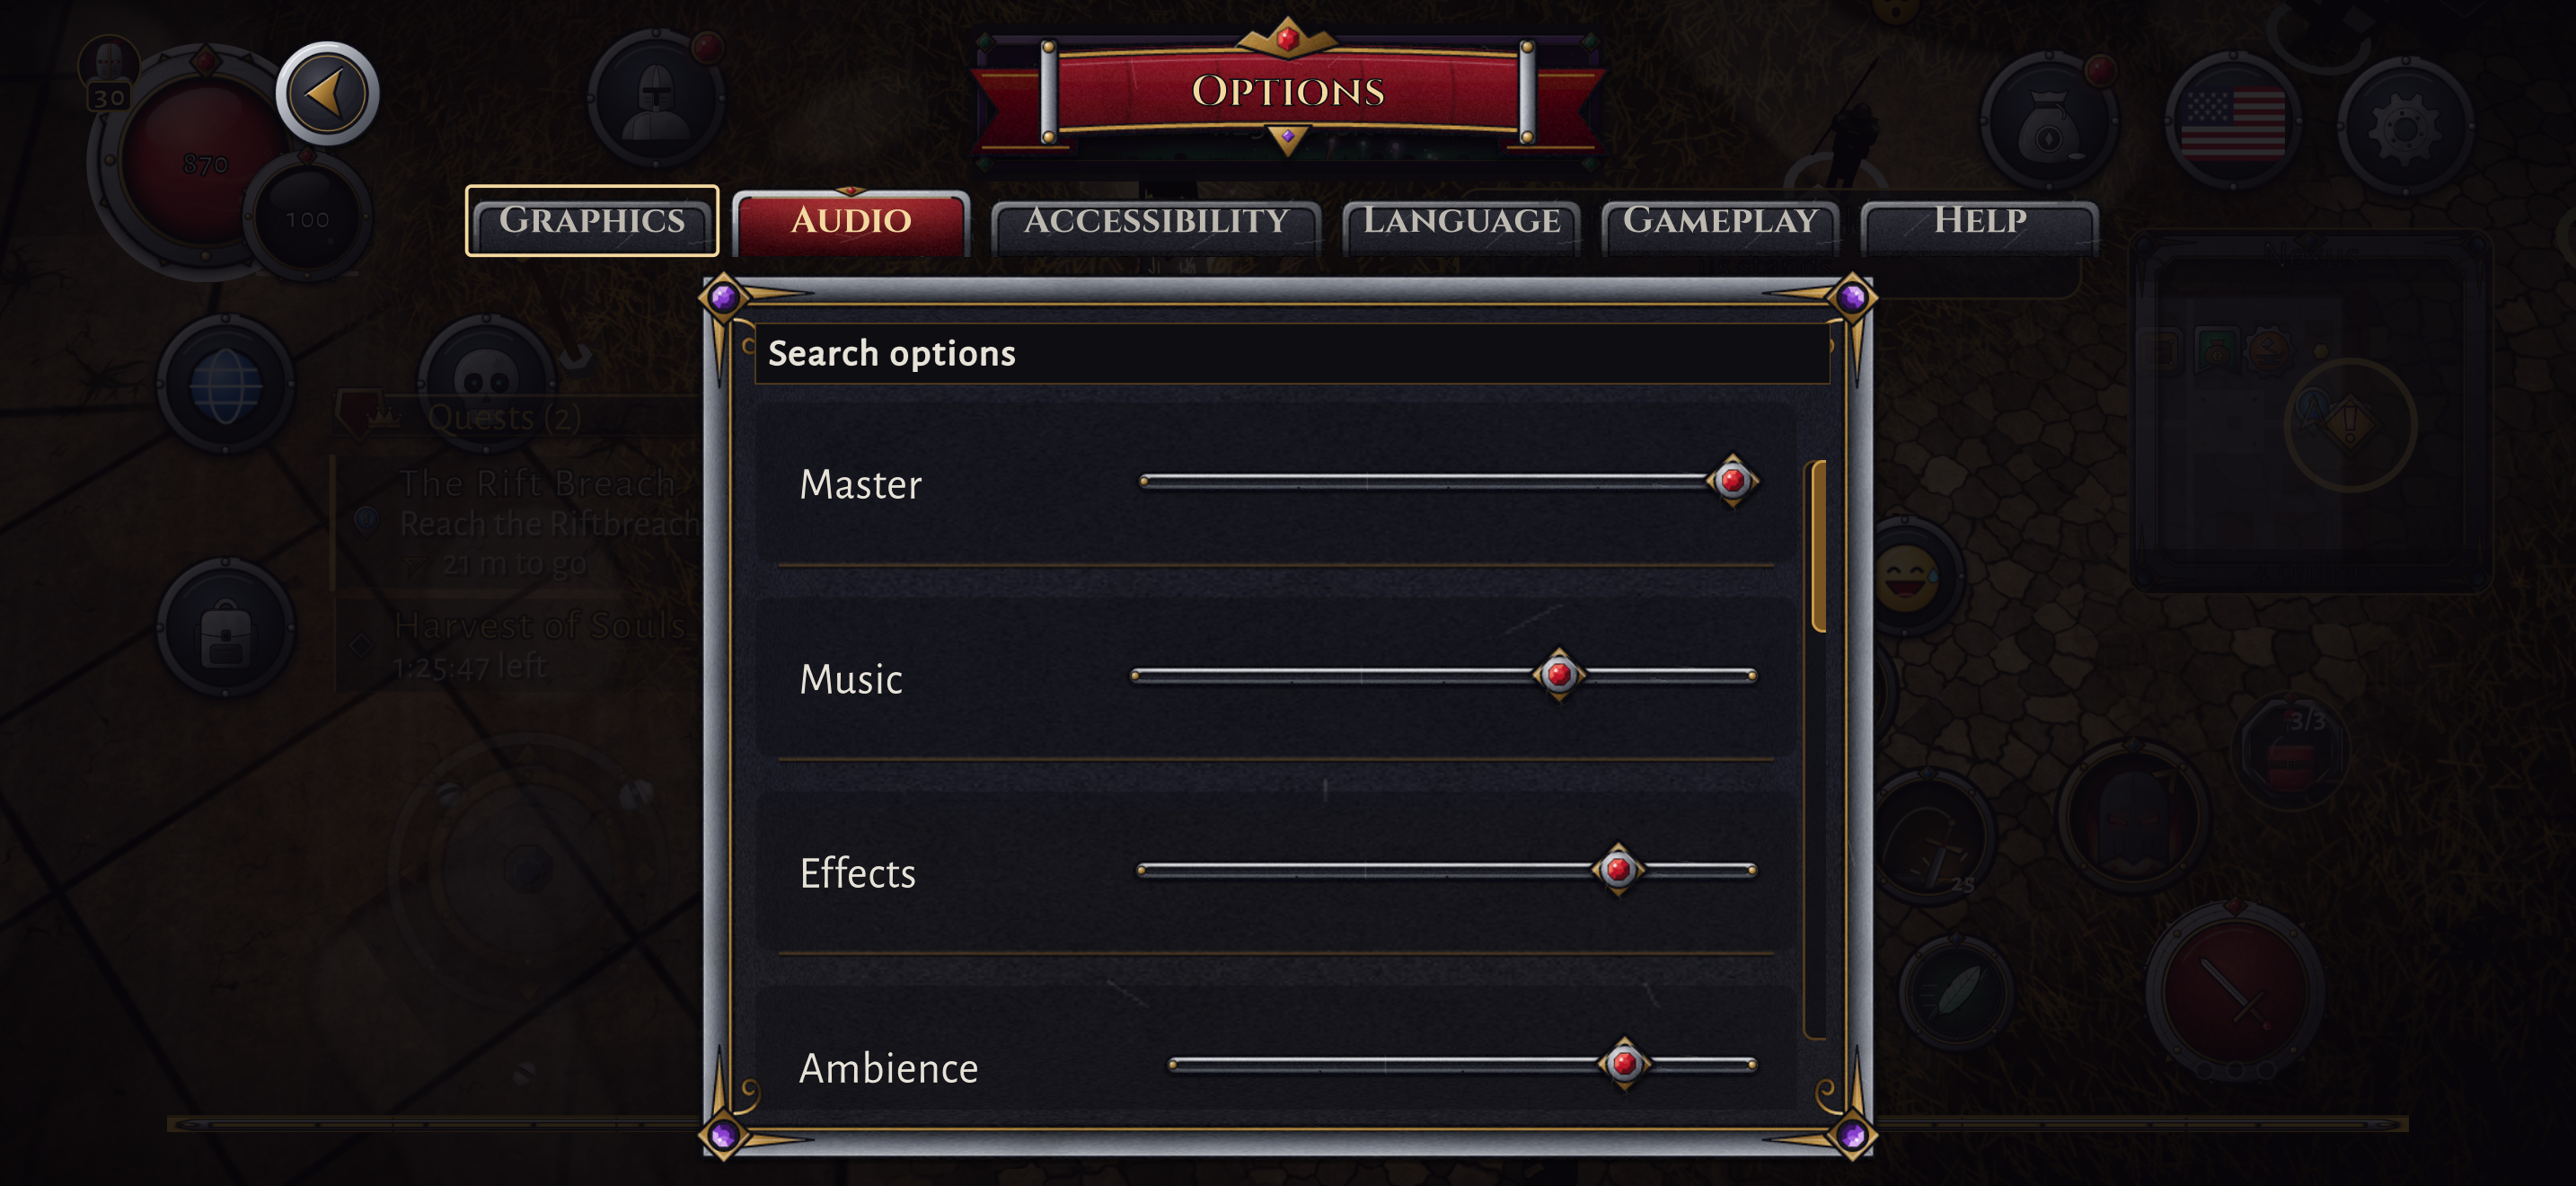 Options
30
870
100
Graphics
Audio
Accessibility
Language
Gameplay
Help
Search options
Master
Music
Effects
Ambience
Quests (2)
The Rift Breach
Reach the Riftbreach
21 m to go
Harvest of Souls
1:25:47 left
3/3
25